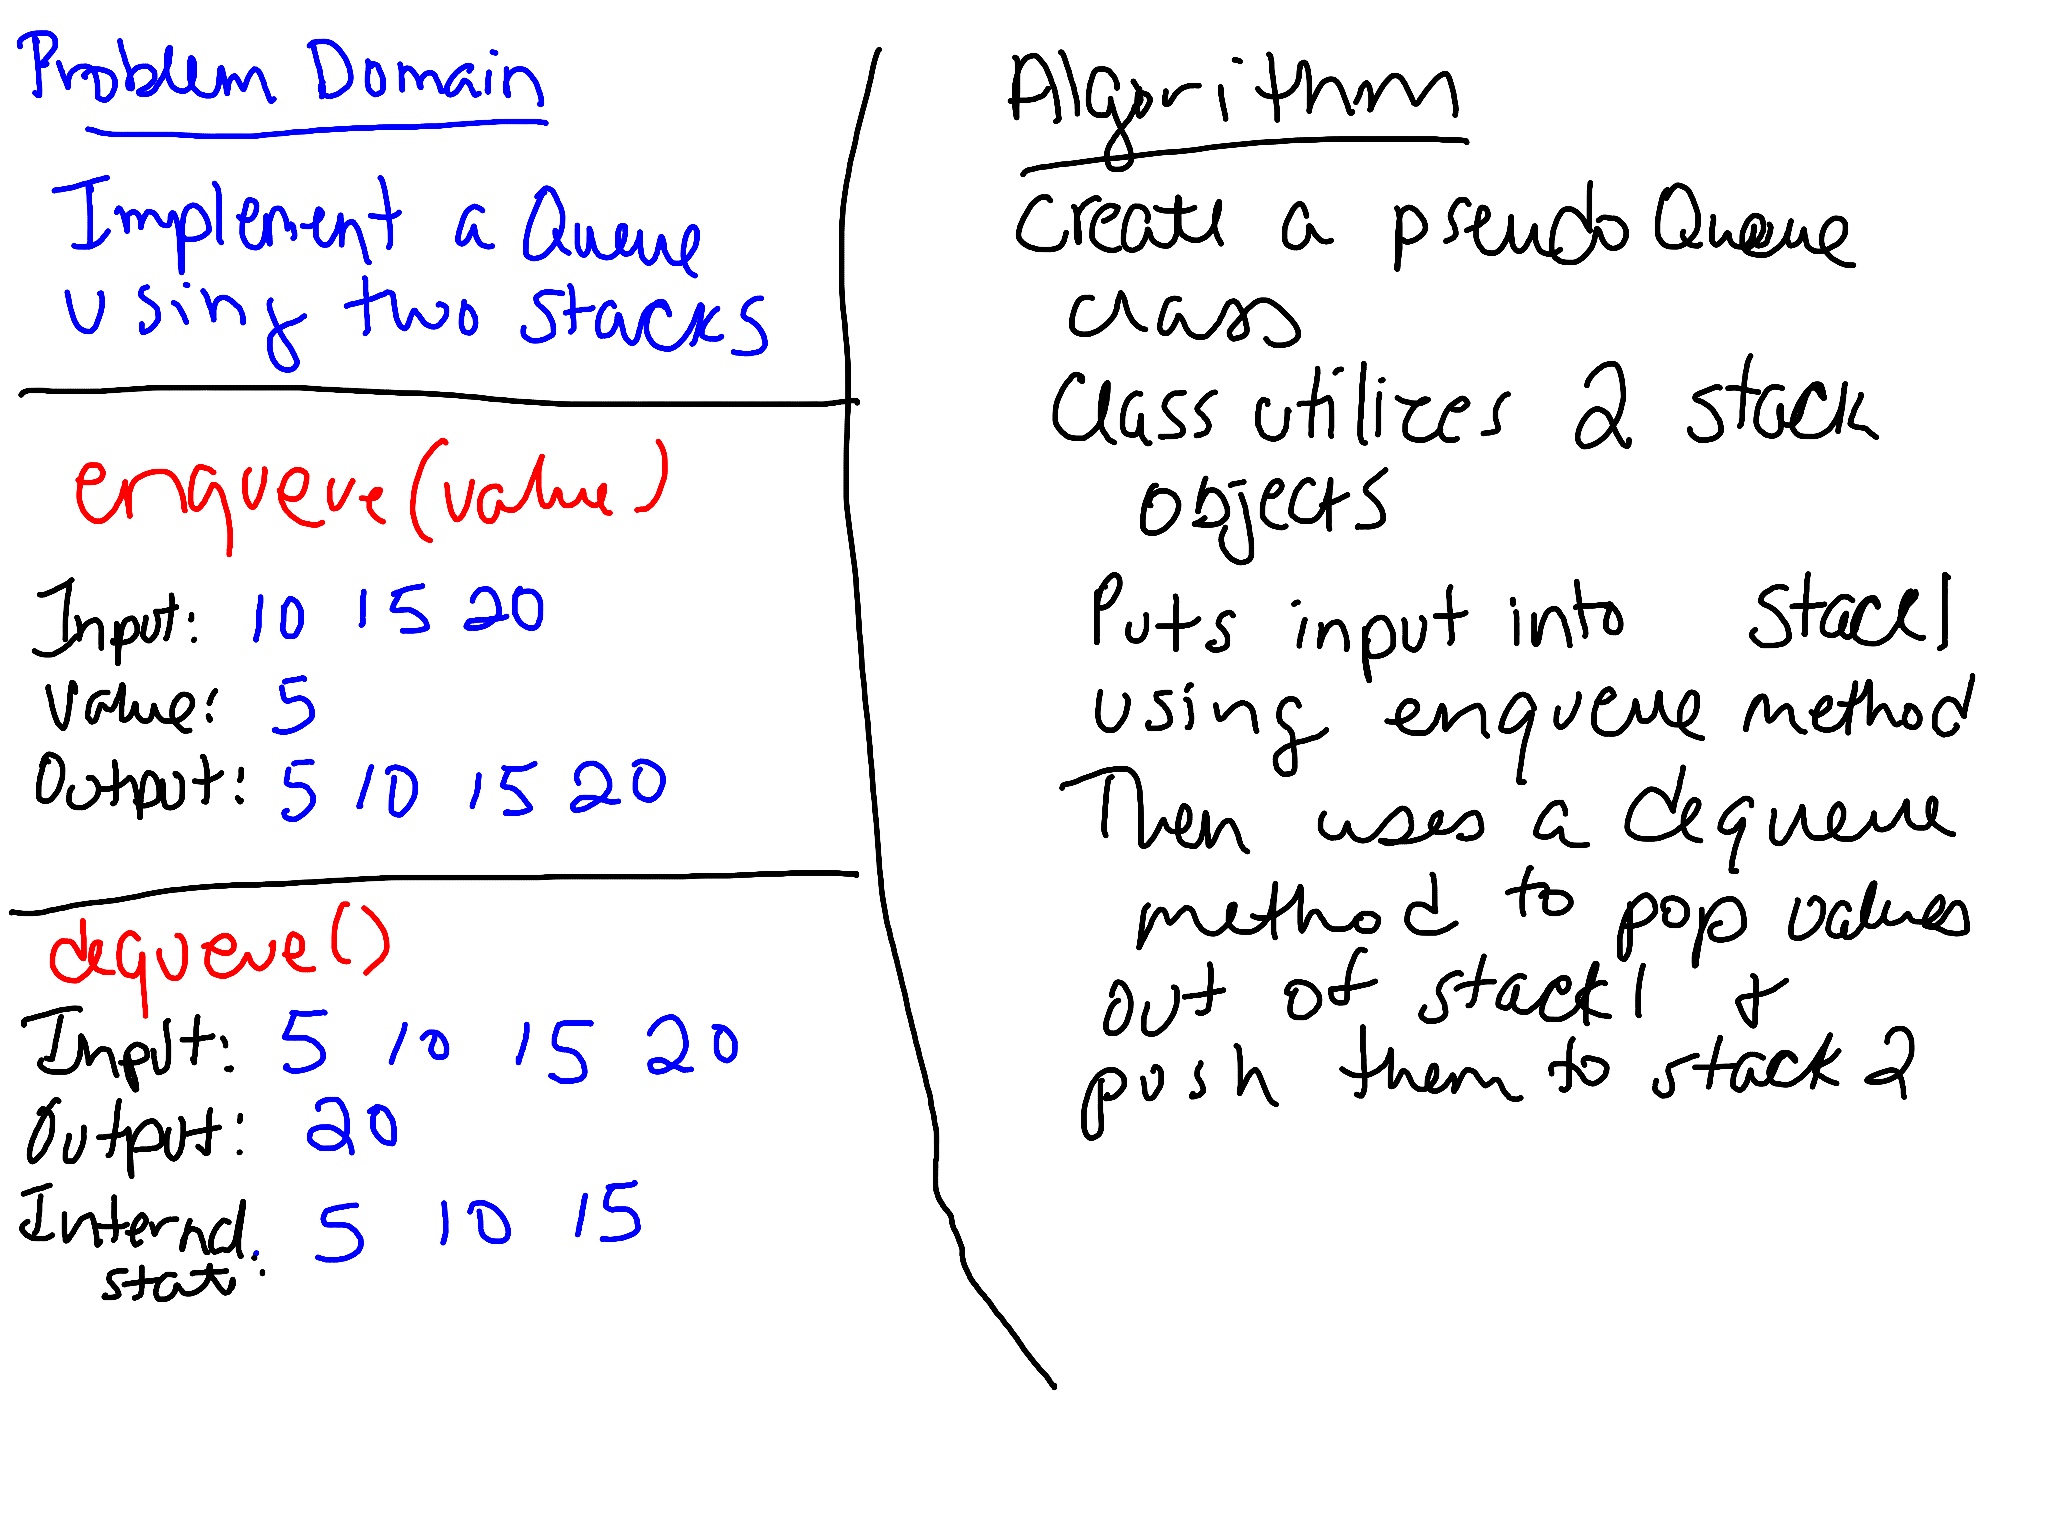 Problem Domain
Implement a Queue
using two stacks
enqueue(value)
Input: 10 15 20
Value: 5
Output: 5 10 15 20
dequeue()
Input: 5 10 15 20
Output: 20
Internal
state: 5 10 15
Algorithm
Create a pseudo Queue
class
Class utilizes 2 stack
objects
Puts input into stack1
using enqueue method
Then uses a dequeue
method to pop values
out of stack1 &
push them to stack 2